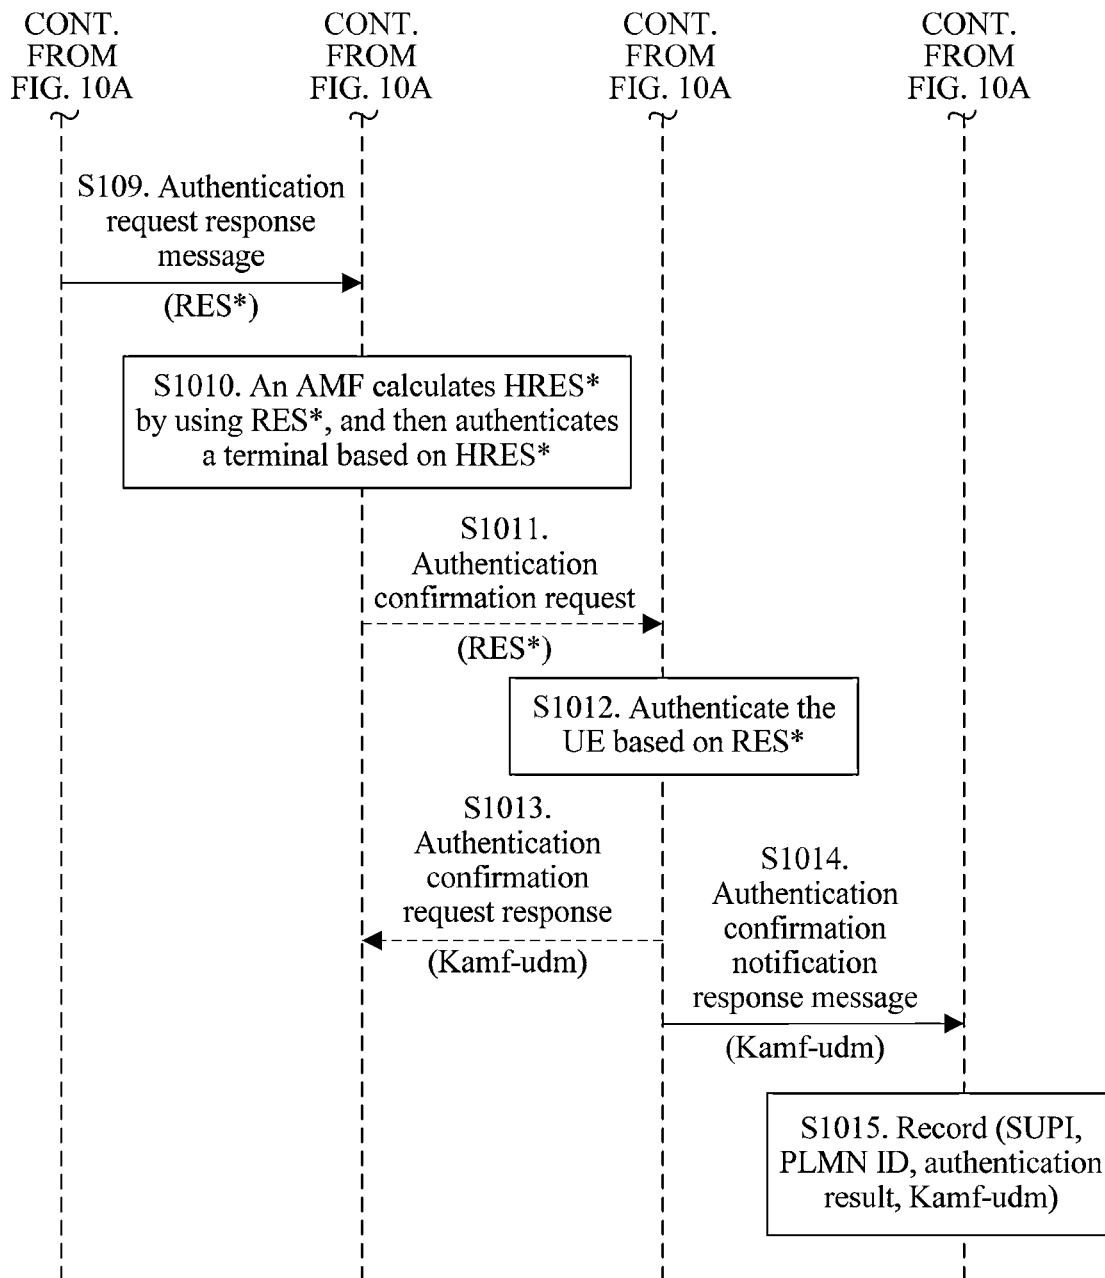 CONT.
FROM
FIG. 10A
CONT.
FROM
FIG. 10A
CONT.
FROM
FIG. 10A
CONT.
FROM
FIG. 10A
S109. Authentication
request response
message
(RES*)
S1010. An AMF calculates HRES*
by using RES*, and then authenticates
a terminal based on HRES*
S1011.
Authentication
confirmation request
(RES*)
S1012. Authenticate the
UE based on RES*
S1013.
Authentication
confirmation
request response
(Kamf-udm)
S1014.
Authentication
confirmation
notification
response message
(Kamf-udm)
S1015. Record (SUPI,
PLMN ID, authentication
result, Kamf-udm)